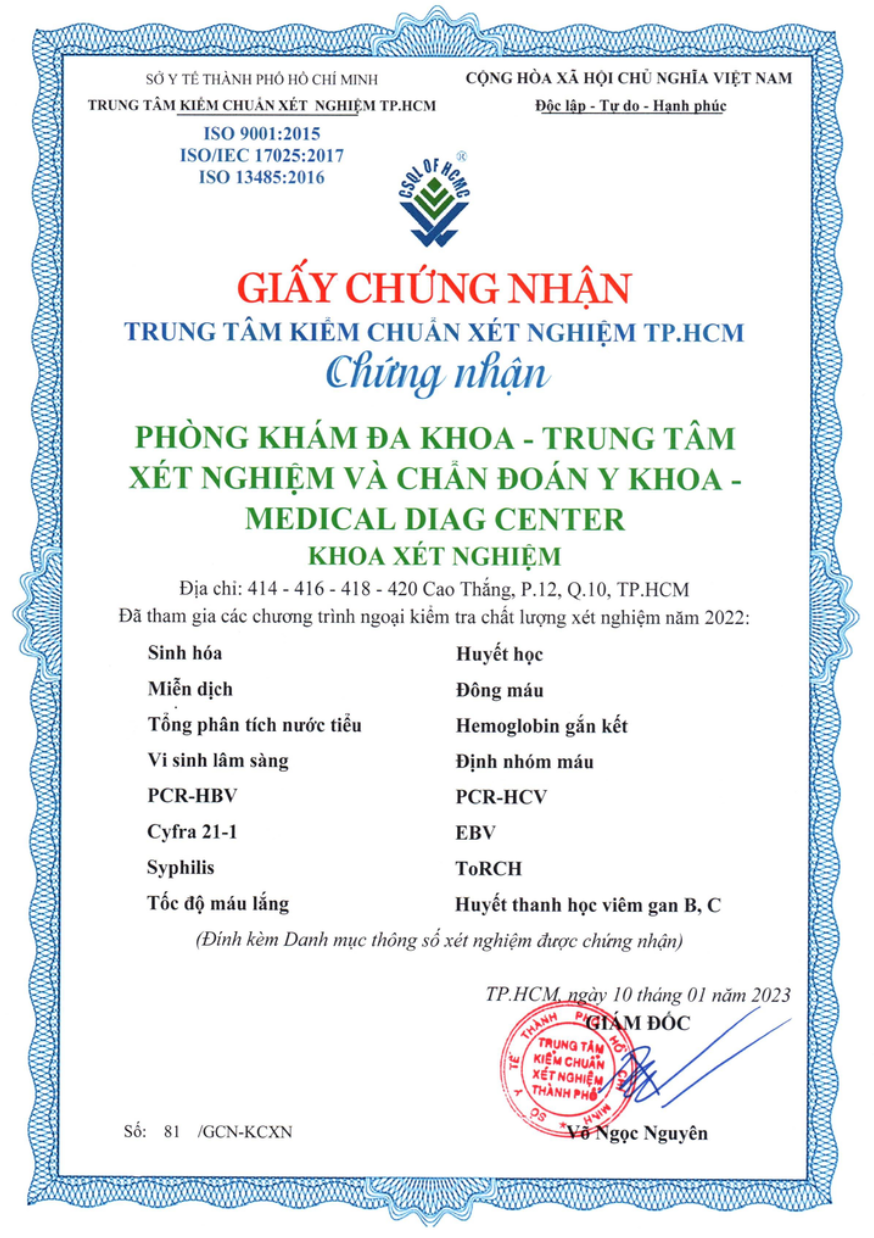 SỞ Y TẾ THÀNH PHỐ HỒ CHÍ MINH
TRUNG TÂM KIỂM CHUẨN XÉT NGHIỆM TP.HCM
ISO 9001:2015
ISO/IEC 17025:2017
ISO 13485:2016
CỘNG HÒA XÃ HỘI CHỦ NGHĨA VIỆT NAM
Độc lập - Tự do - Hạnh phúc
CSQL OF HCMC ®
GIẤY CHỨNG NHẬN
TRUNG TÂM KIỂM CHUẨN XÉT NGHIỆM TP.HCM
Chứng nhận
PHÒNG KHÁM ĐA KHOA - TRUNG TÂM
XÉT NGHIỆM VÀ CHẨN ĐOÁN Y KHOA -
MEDICAL DIAG CENTER
KHOA XÉT NGHIỆM
Địa chỉ: 414 - 416 - 418 - 420 Cao Thắng, P.12, Q.10, TP.HCM
Đã tham gia các chương trình ngoại kiểm tra chất lượng xét nghiệm năm 2022:
Sinh hóa
Huyết học
Miễn dịch
Đông máu
Tổng phân tích nước tiểu
Hemoglobin gắn kết
Vi sinh lâm sàng
Định nhóm máu
PCR-HBV
PCR-HCV
Cyfra 21-1
EBV
Syphilis
ToRCH
Tốc độ máu lắng
Huyết thanh học viêm gan B, C
(Đính kèm Danh mục thông số xét nghiệm được chứng nhận)
TP.HCM, ngày 10 tháng 01 năm 2023
GIÁM ĐỐC
SỞ Y TẾ THÀNH PHỐ HỒ CHÍ MINH
TRUNG TÂM
KIỂM CHUẨN
XÉT NGHIỆM
THÀNH PHỐ
Số: 81 /GCN-KCXN
Võ Ngọc Nguyên